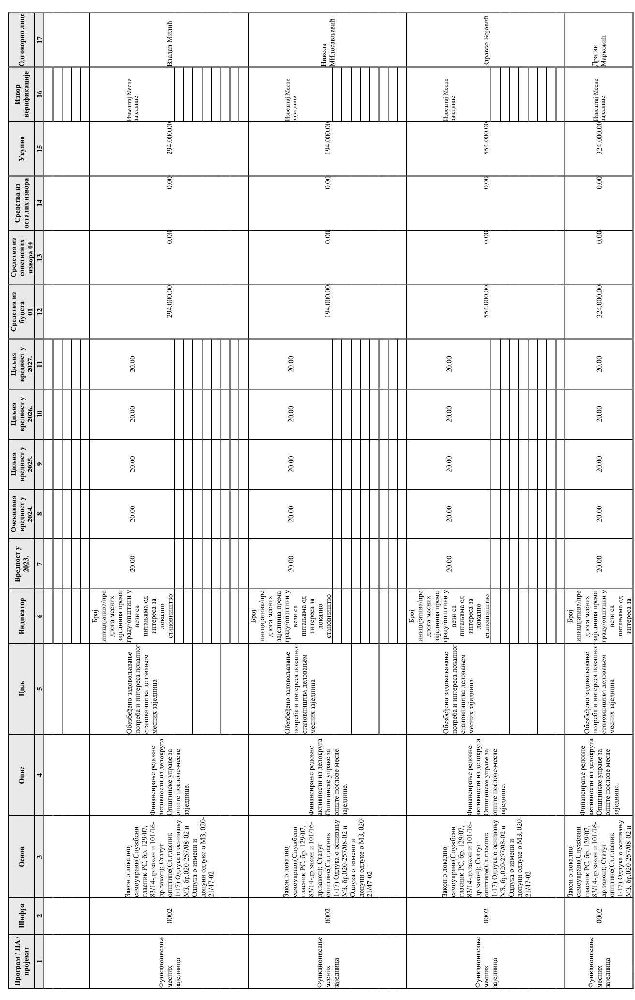 Програм / ПА /
пројекат
Шифра
Основ
Опис
Циљ
Индикатор
Вредност у
2023.
Очекивана
вредност у
2024.
Циљна
вредност у
2025.
Циљна
вредност у
2026.
Циљна
вредност у
2027.
Средства из
буџета
01
Средства из
сопствених
извора 04
Средства из
осталих извора
Укупно
Извор
верификације
Одговорно лице
1
2
3
4
5
6
7
8
9
10
11
12
13
14
15
16
17
Функционисање
месних
заједница
0002
Закон о локалној
самоуправи(Службени
гласник РС, бр. 129/07,
83/14-др.закон и 101/16-
др.закон); Статут
општине(Сл.гласник
1/17) Одлука о оснивању
МЗ, бр.020-257/08-02 и
Одлука о измени и
допуни одлуке о МЗ, 020-
21/47-02
Финансирање редовне
активности из делокруга
Општинске управе за
опште послове-месне
заједнице.
Обезбеђено задовољавање
потреба и интереса локалног
становништва деловањем
месних заједница
Број
иницијатива/пре
длога месних
заједница према
граду/општини у
вези са
питањима од
интереса за
локално
становништво
20.00
20.00
20.00
20.00
20.00
294.000,00
0,00
0,00
294.000,00
Извештај Месне
заједнице
Владан Милић
Функционисање
месних
заједница
0002
Закон о локалној
самоуправи(Службени
гласник РС, бр. 129/07,
83/14-др.закон и 101/16-
др.закон); Статут
општине(Сл.гласник
1/17) Одлука о оснивању
МЗ, бр.020-257/08-02 и
Одлука о измени и
допуни одлуке о МЗ, 020-
21/47-02
Финансирање редовне
активности из делокруга
Општинске управе за
опште послове-месне
заједнице.
Обезбеђено задовољавање
потреба и интереса локалног
становништва деловањем
месних заједница
Број
иницијатива/пре
длога месних
заједница према
граду/општини у
вези са
питањима од
интереса за
локално
становништво
20.00
20.00
20.00
20.00
20.00
194.000,00
0,00
0,00
194.000,00
Извештај Месне
заједнице
Никола
МИлосављевић
Функционисање
месних
заједница
0002
Закон о локалној
самоуправи(Службени
гласник РС, бр. 129/07,
83/14-др.закон и 101/16-
др.закон); Статут
општине(Сл.гласник
1/17) Одлука о оснивању
МЗ, бр.020-257/08-02 и
Одлука о измени и
допуни одлуке о МЗ, 020-
21/47-02
Финансирање редовне
активности из делокруга
Општинске управе за
опште послове-месне
заједнице.
Обезбеђено задовољавање
потреба и интереса локалног
становништва деловањем
месних заједница
Број
иницијатива/пре
длога месних
заједница према
граду/општини у
вези са
питањима од
интереса за
локално
становништво
20.00
20.00
20.00
20.00
20.00
554.000,00
0,00
0,00
554.000,00
Извештај Месне
заједнице
Здравко Бојовић
Функционисање
месних
заједница
0002
Закон о локалној
самоуправи(Службени
гласник РС, бр. 129/07,
83/14-др.закон и 101/16-
др.закон); Статут
општине(Сл.гласник
1/17) Одлука о оснивању
МЗ, бр.020-257/08-02 и
Финансирање редовне
активности из делокруга
Општинске управе за
опште послове-месне
заједнице.
Обезбеђено задовољавање
потреба и интереса локалног
становништва деловањем
месних заједница
Број
иницијатива/пре
длога месних
заједница према
граду/општини у
вези са
питањима од
интереса за
20.00
20.00
20.00
20.00
20.00
324.000,00
0,00
0,00
324.000,00
Извештај Месне
заједнице
Драган
Марковић